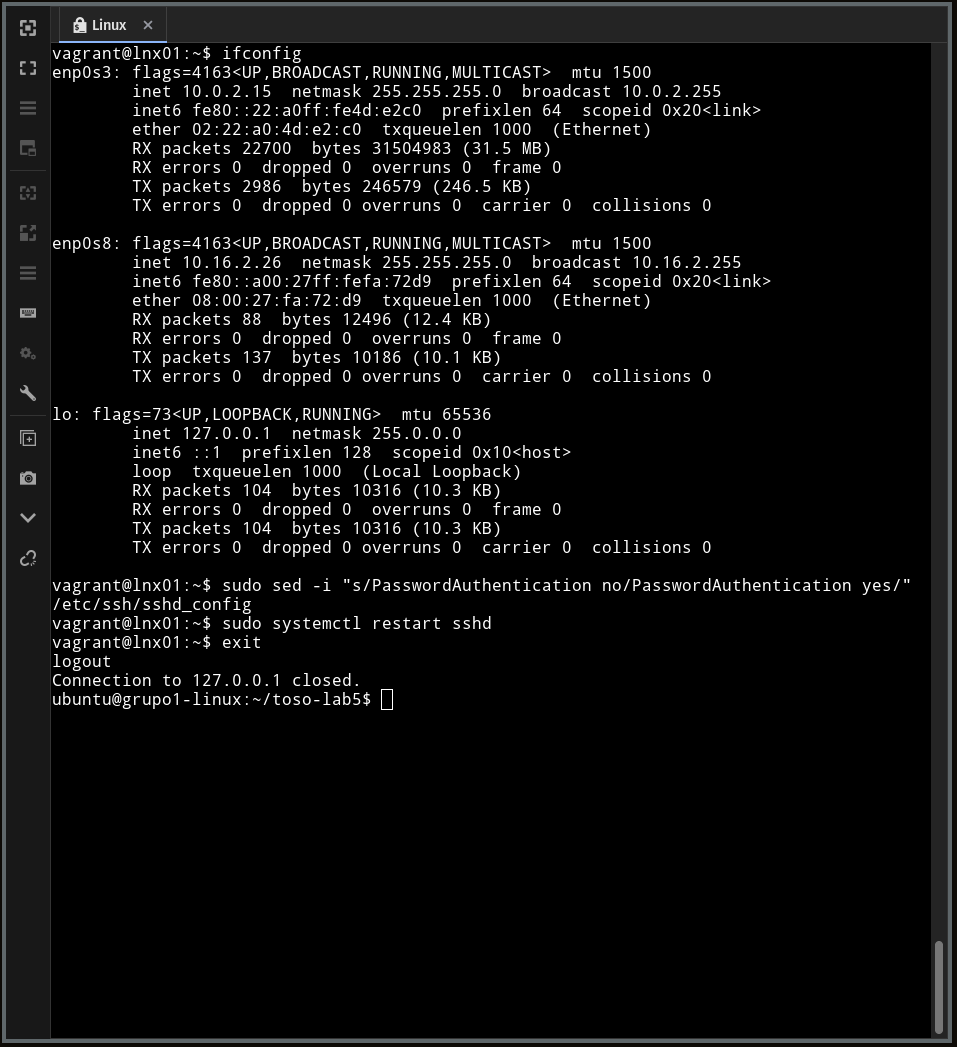 Linux
vagrant@lnx01:~$ ifconfig
enp0s3: flags=4163<UP,BROADCAST,RUNNING,MULTICAST>  mtu 1500
        inet 10.0.2.15  netmask 255.255.255.0  broadcast 10.0.2.255
        inet6 fe80::22:a0ff:fe4d:e2c0  prefixlen 64  scopeid 0x20<link>
        ether 02:22:a0:4d:e2:c0  txqueuelen 1000  (Ethernet)
        RX packets 22700  bytes 31504983 (31.5 MB)
        RX errors 0  dropped 0  overruns 0  frame 0
        TX packets 2986  bytes 246579 (246.5 KB)
        TX errors 0  dropped 0 overruns 0  carrier 0  collisions 0

enp0s8: flags=4163<UP,BROADCAST,RUNNING,MULTICAST>  mtu 1500
        inet 10.16.2.26  netmask 255.255.255.0  broadcast 10.16.2.255
        inet6 fe80::a00:27ff:fefa:72d9  prefixlen 64  scopeid 0x20<link>
        ether 08:00:27:fa:72:d9  txqueuelen 1000  (Ethernet)
        RX packets 88  bytes 12496 (12.4 KB)
        RX errors 0  dropped 0  overruns 0  frame 0
        TX packets 137  bytes 10186 (10.1 KB)
        TX errors 0  dropped 0 overruns 0  carrier 0  collisions 0

lo: flags=73<UP,LOOPBACK,RUNNING>  mtu 65536
        inet 127.0.0.1  netmask 255.0.0.0
        inet6 ::1  prefixlen 128  scopeid 0x10<host>
        loop  txqueuelen 1000  (Local Loopback)
        RX packets 104  bytes 10316 (10.3 KB)
        RX errors 0  dropped 0  overruns 0  frame 0
        TX packets 104  bytes 10316 (10.3 KB)
        TX errors 0  dropped 0 overruns 0  carrier 0  collisions 0

vagrant@lnx01:~$ sudo sed -i "s/PasswordAuthentication no/PasswordAuthentication yes/"
/etc/ssh/sshd_config
vagrant@lnx01:~$ sudo systemctl restart sshd
vagrant@lnx01:~$ exit
logout
Connection to 127.0.0.1 closed.
ubuntu@grupo1-linux:~/toso-lab5$